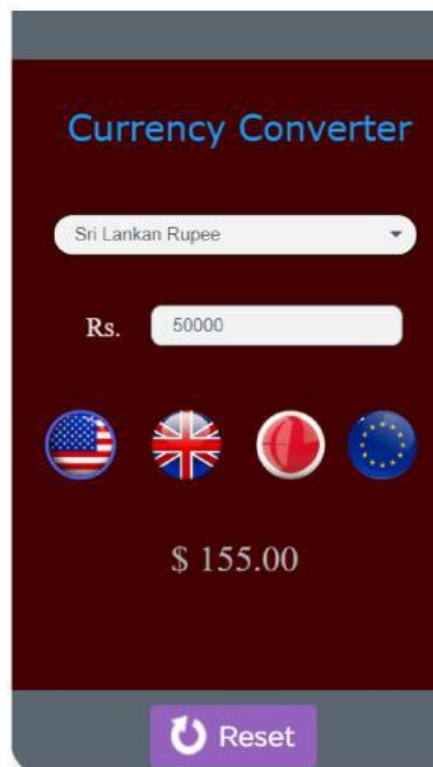 Currency Converter
Sri Lankan Rupee
Rs. 50000
$ 155.00
Reset